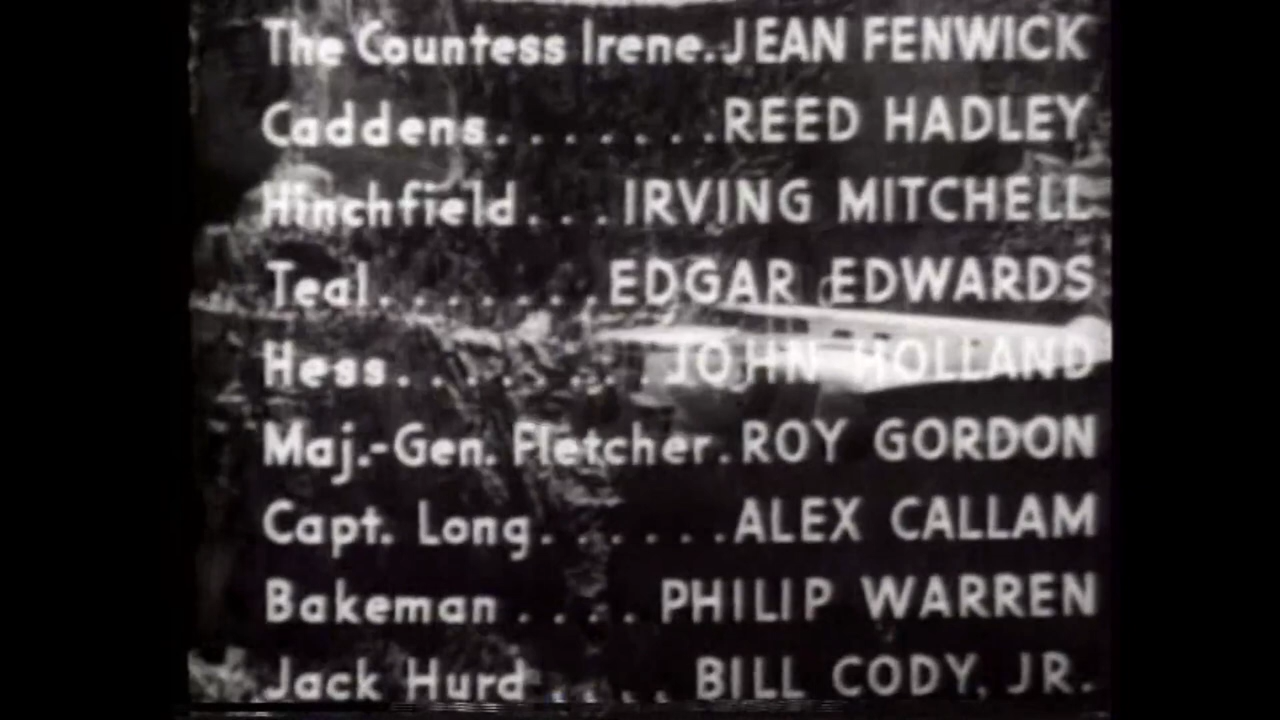 The Countess Irene.JEAN FENWICK
Caddens.......REED HADLEY
Hinchfield...IRVING MITCHELL
Teal.......EDGAR EDWARDS
Hess........JOHN HOLLAND
Maj.-Gen. Fletcher.ROY GORDON
Capt. Long......ALEX CALLAM
Bakeman....PHILIP WARREN
Jack Hurd....BILL CODY, JR.